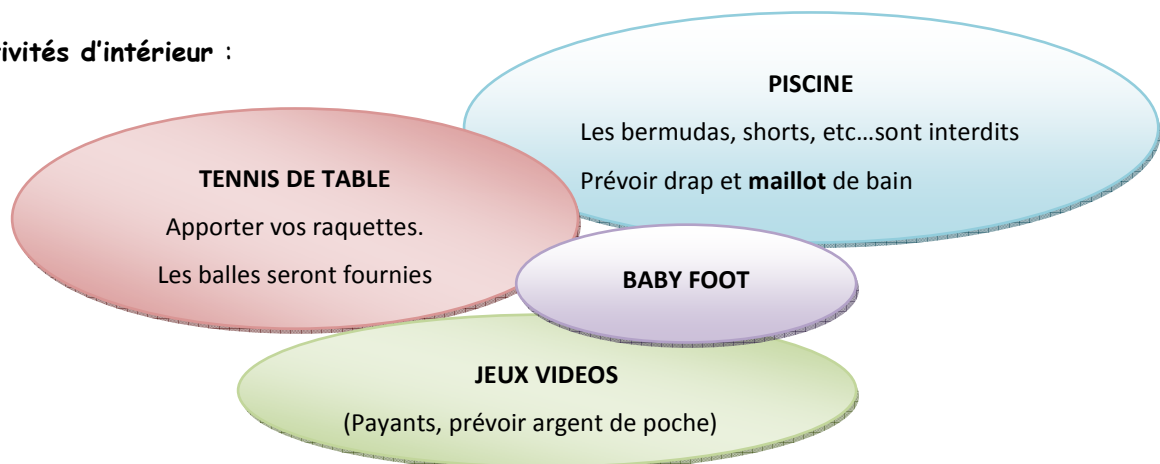 ivités d'intérieur :
PISCINE
Les bermudas, shorts, etc…sont interdits
Prévoir drap et maillot de bain
TENNIS DE TABLE
Apporter vos raquettes.
Les balles seront fournies
BABY FOOT
JEUX VIDEOS
(Payants, prévoir argent de poche)